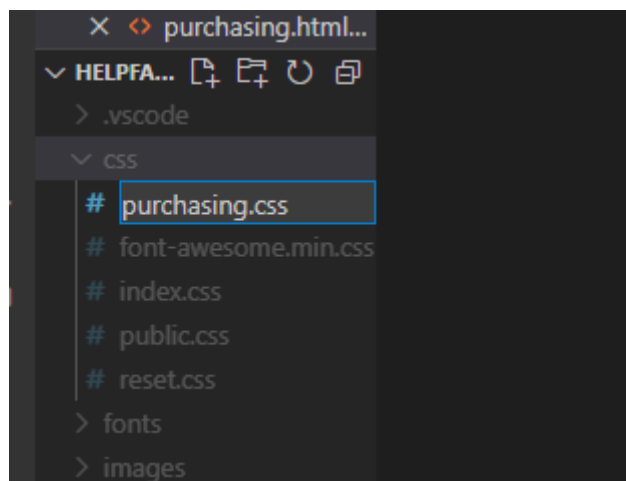 purchasing.html...
HELPFA...
.vscode
css
# purchasing.css
# font-awesome.min.css
# index.css
# public.css
# reset.css
fonts
images